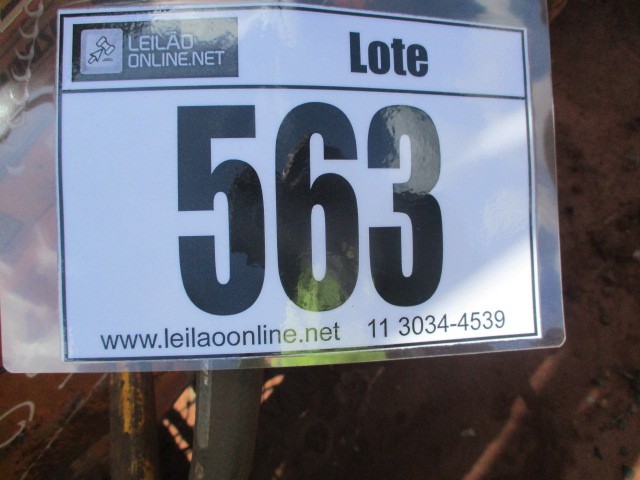 LEILÃO
ONLINE.NET
Lote
563
www.leilaoonline.net 11 3034-4539